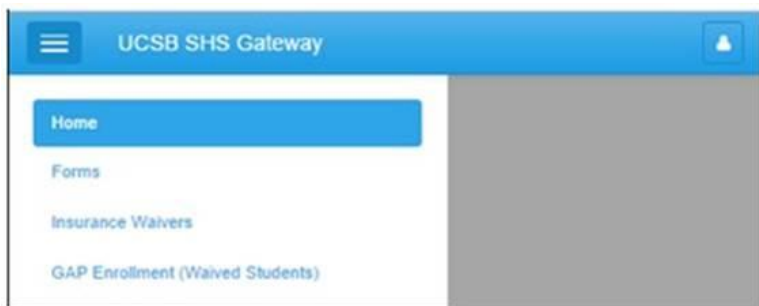 UCSB SHS Gateway
Home
Forms
Insurance Waivers
GAP Enrollment (Waived Students)